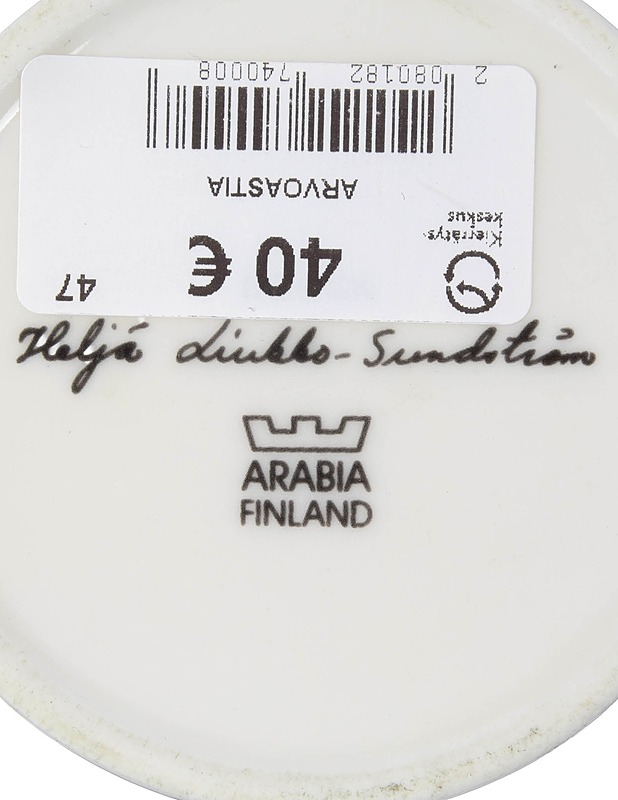 Kierrätys-
keskus
47
40 €
ARVOASTIA
2 080182 740008
Heljä Liukko-Sundström
ARABIA
FINLAND